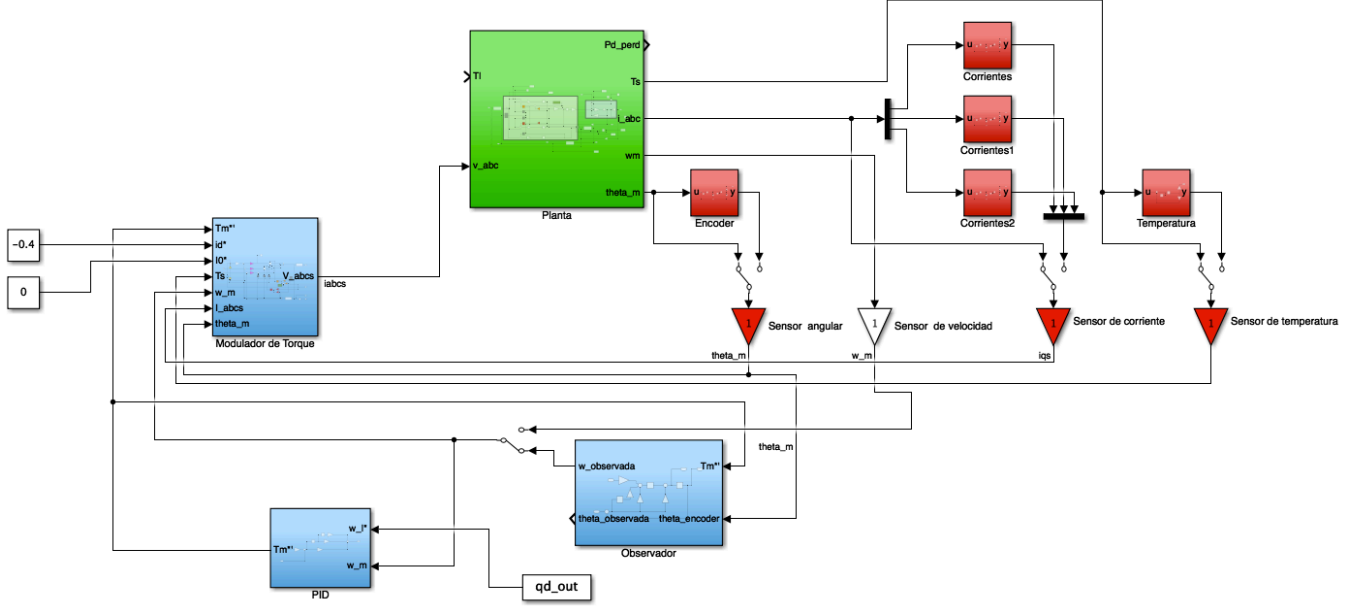 Pd_perd
Tl
Ts
i_abc
wm
v_abc
theta_m
Planta
u
y
Corrientes
u
y
Corrientes1
u
y
Corrientes2
u
y
Encoder
u
y
Temperatura
-0.4
0
Tm*'
id*
I0*
Ts
w_m
I_abcs
theta_m
V_abcs
iabcs
Modulador de Torque
1
Sensor angular
1
Sensor de velocidad
1
Sensor de corriente
1
Sensor de temperatura
theta_m
w_m
iqs
theta_m
w_observada
Tm*'
theta_observada
theta_encoder
Observador
w_l*
Tm*'
w_m
PID
qd_out